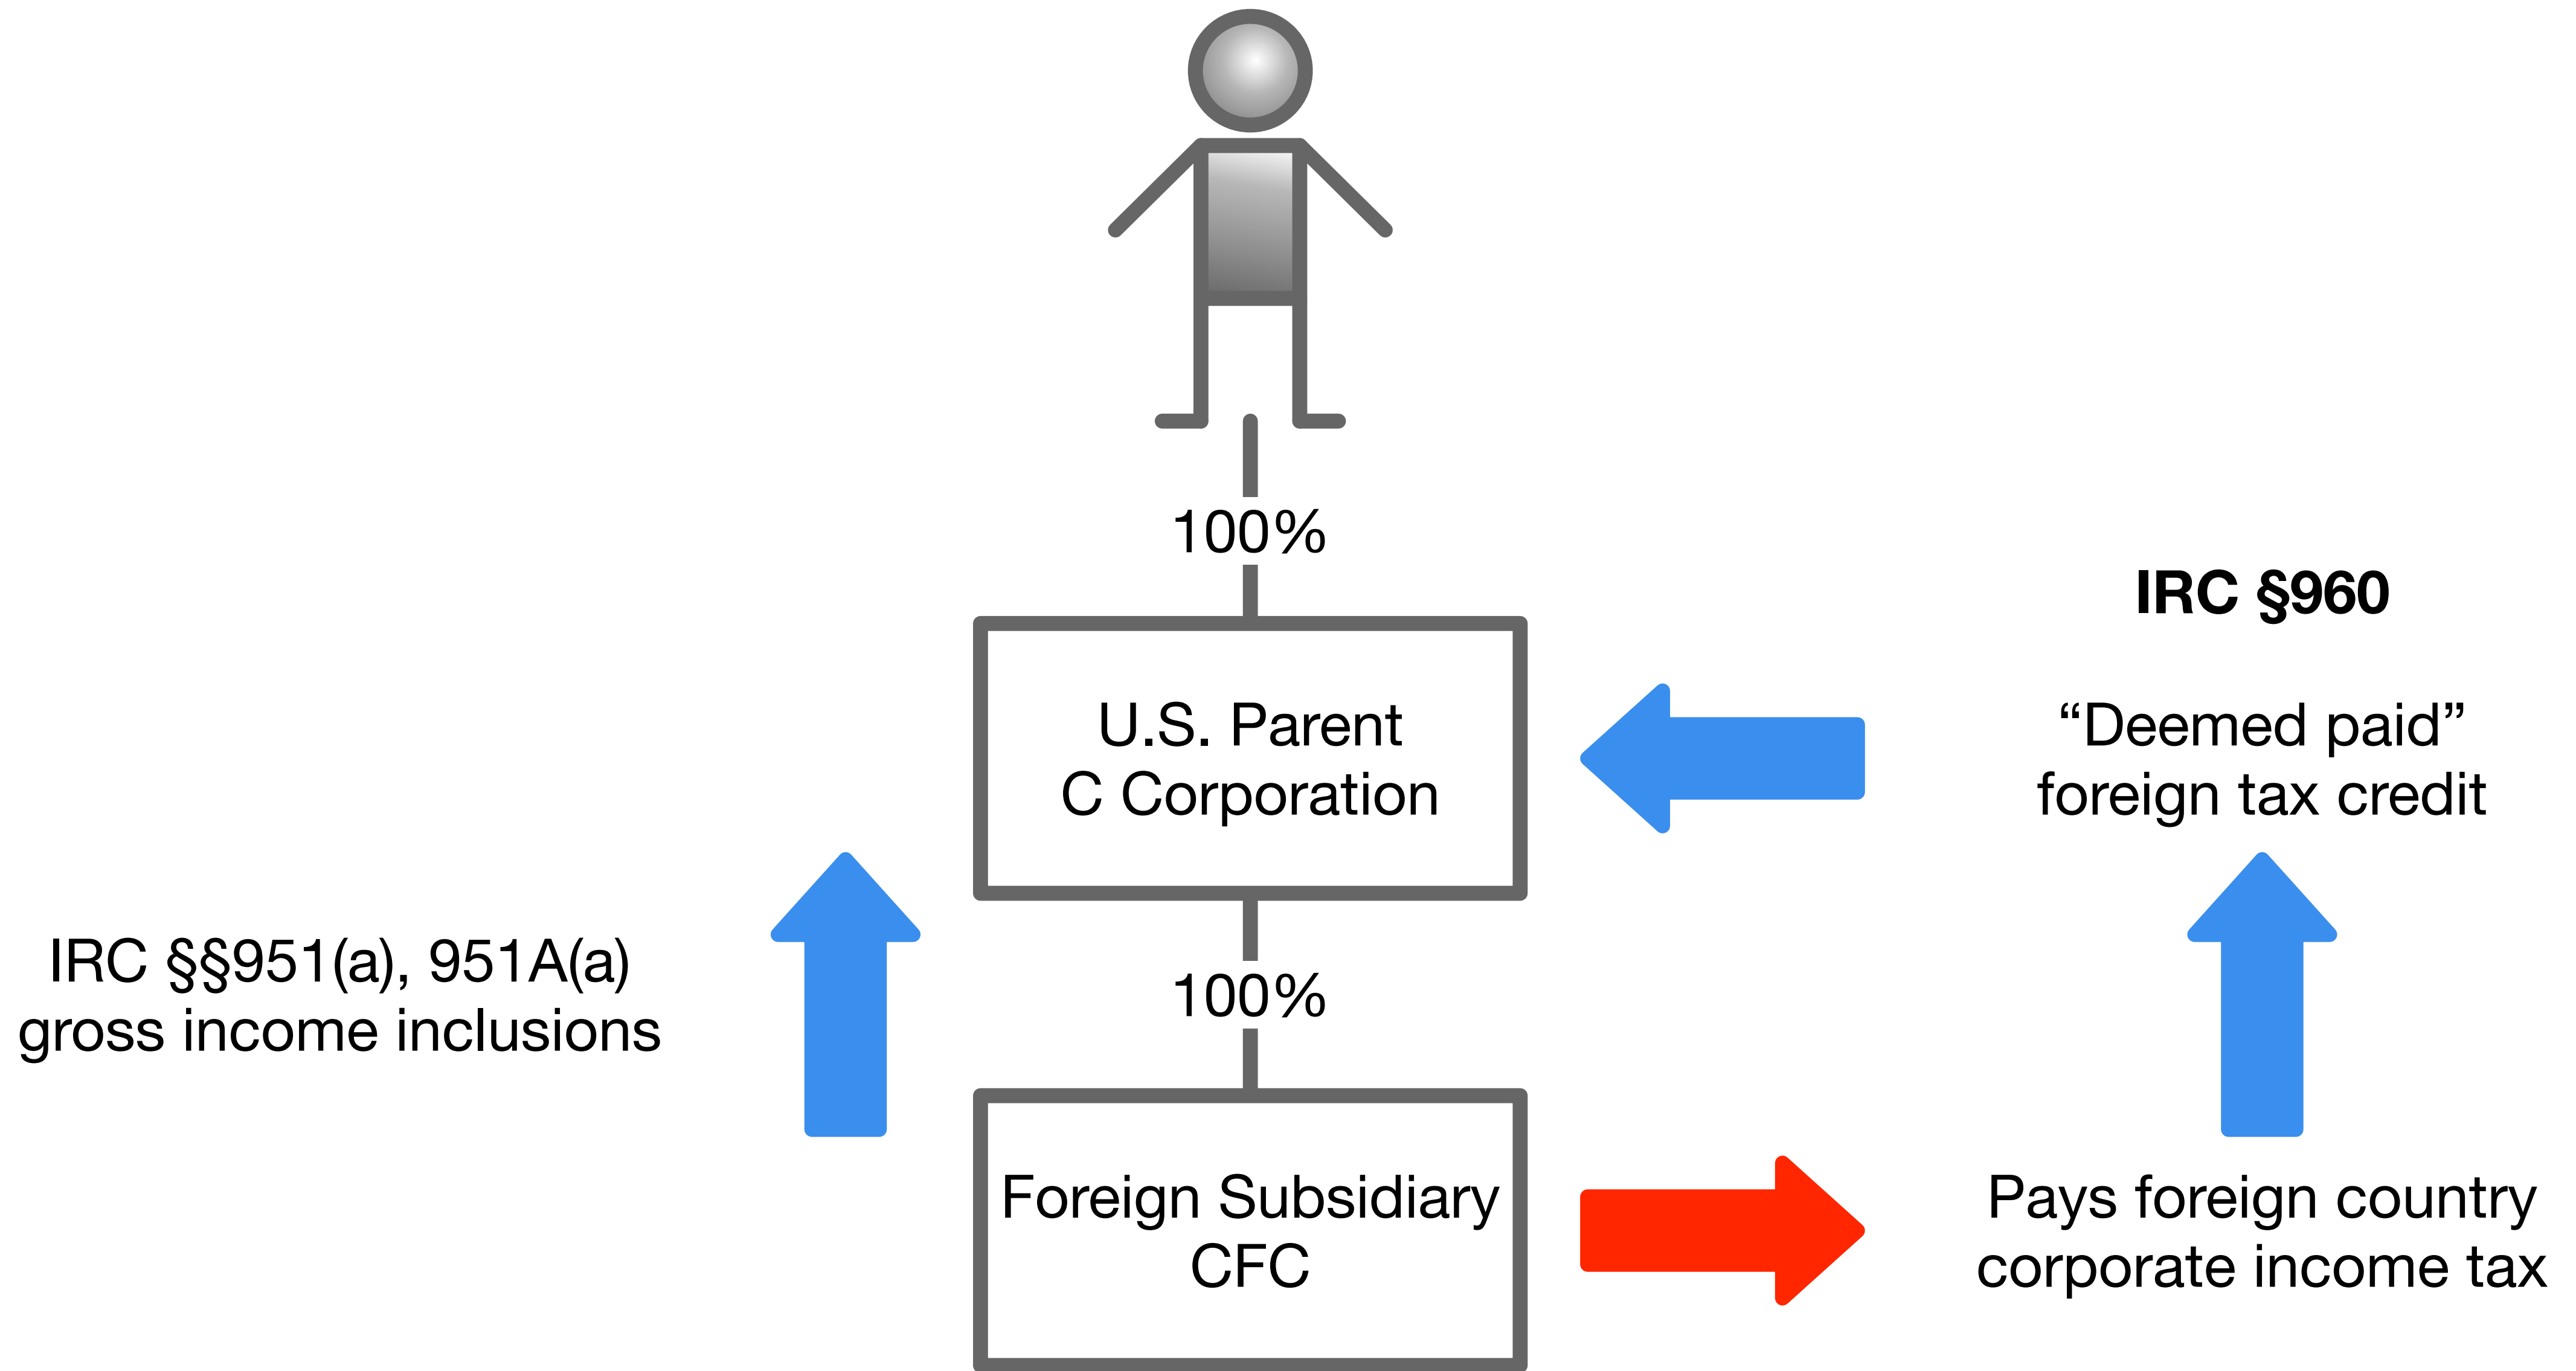 100%
IRC §960
U.S. Parent
C Corporation
“Deemed paid”
foreign tax credit
IRC §§951(a), 951A(a)
gross income inclusions
100%
Foreign Subsidiary
CFC
Pays foreign country
corporate income tax